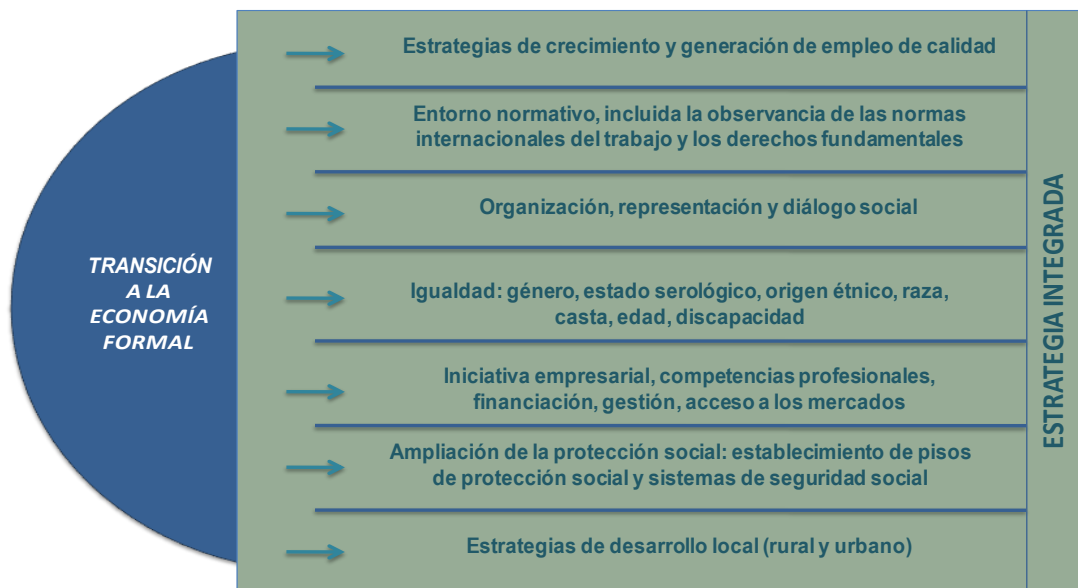 TRANSICIÓN
A LA
ECONOMÍA
FORMAL
Estrategias de crecimiento y generación de empleo de calidad
Entorno normativo, incluida la observancia de las normas
internacionales del trabajo y los derechos fundamentales
Organización, representación y diálogo social
Igualdad: género, estado serológico, origen étnico, raza,
casta, edad, discapacidad
Iniciativa empresarial, competencias profesionales,
financiación, gestión, acceso a los mercados
Ampliación de la protección social: establecimiento de pisos
de protección social y sistemas de seguridad social
Estrategias de desarrollo local (rural y urbano)
ESTRATEGIA INTEGRADA